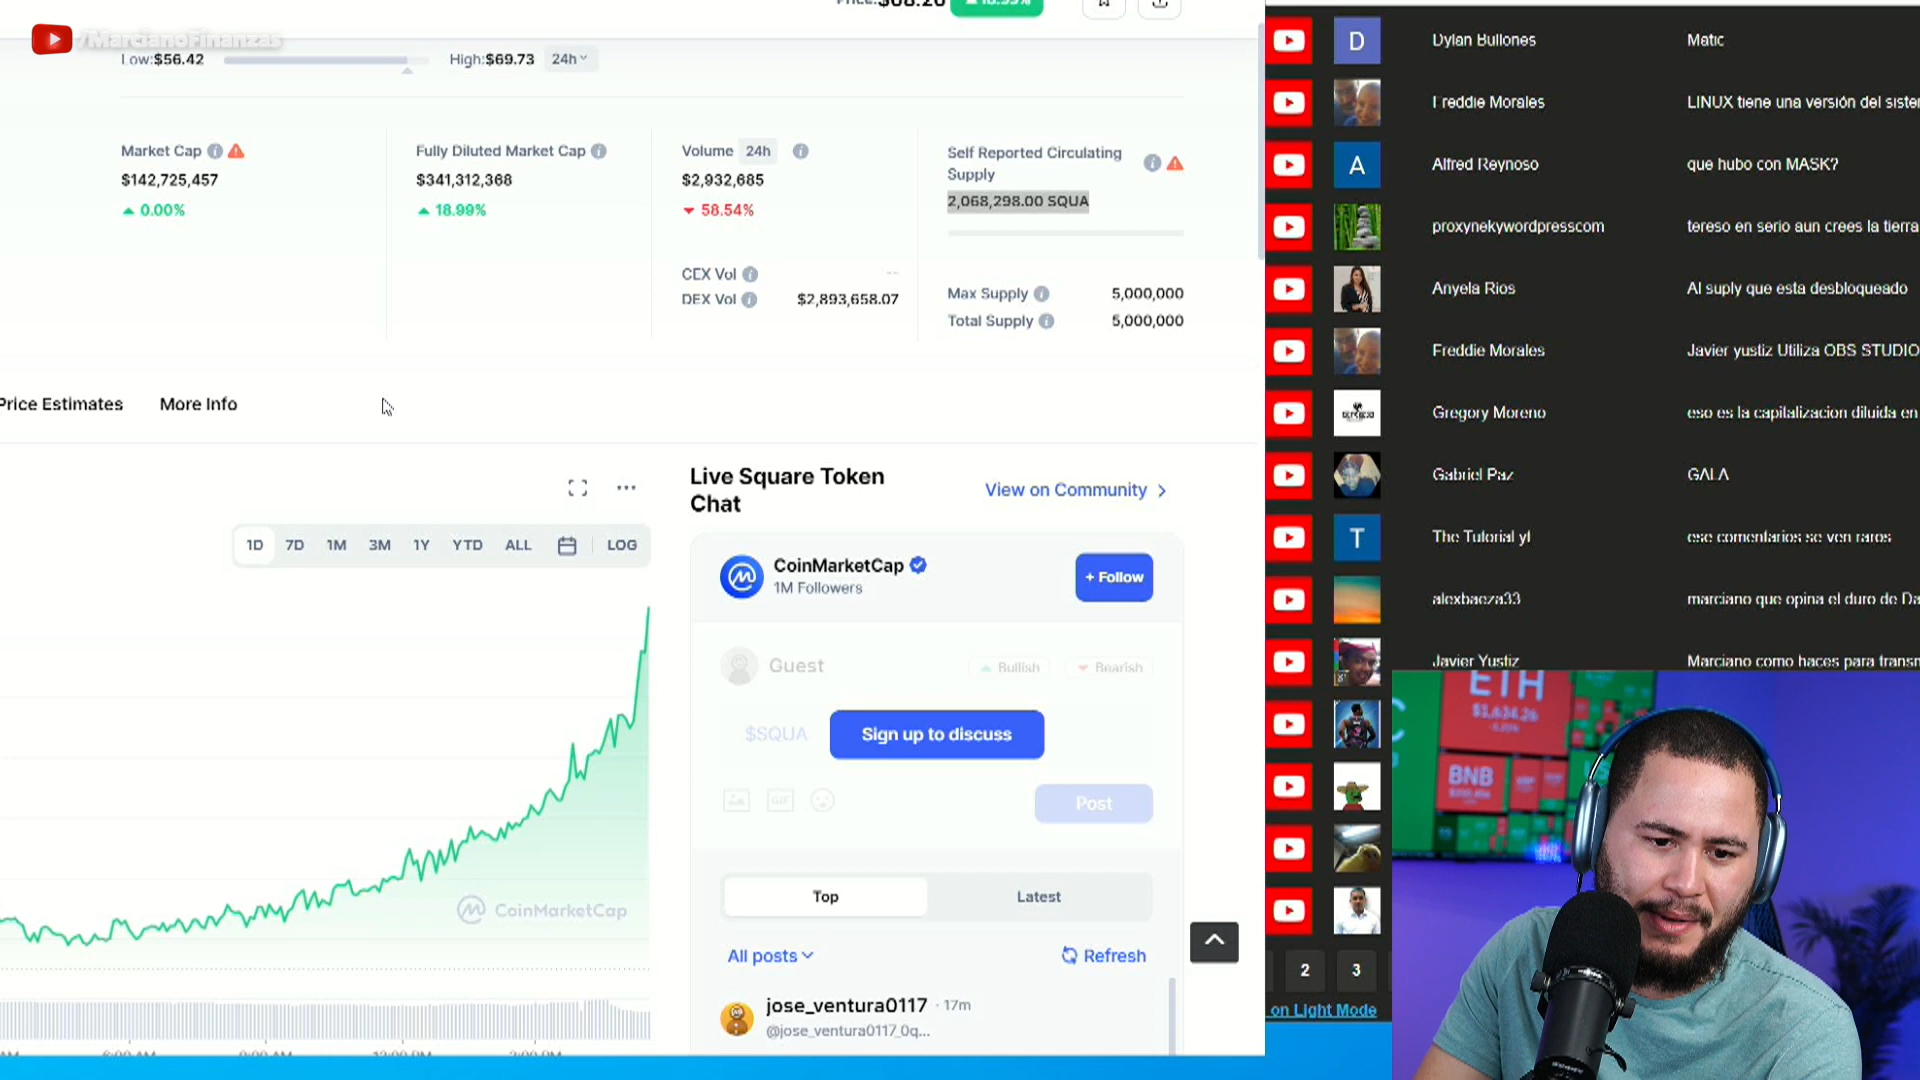 /MarcianoFinanzas
Low:$56.42
High:$69.73
24h
Market Cap
$142,725,457
0.00%
Fully Diluted Market Cap
$341,312,368
18.99%
Volume 24h
$2,932,685
58.54%
CEX Vol
--
DEX Vol
$2,893,658.07
Self Reported Circulating
Supply
2,068,298.00 SQUA
Max Supply
5,000,000
Total Supply
5,000,000
Price Estimates
More Info
1D
7D
1M
3M
1Y
YTD
ALL
LOG
CoinMarketCap
Live Square Token
Chat
View on Community
CoinMarketCap
1M Followers
+ Follow
Guest
Bullish
Bearish
$SQUA
Sign up to discuss
GIF
Post
Top
Latest
All posts
Refresh
jose_ventura0117 · 17m
@jose_ventura0117_0q...
D
Dylan Bullones
Matic
Freddie Morales
LINUX tiene una versión del siste
A
Alfred Reynoso
que hubo con MASK?
proxynekywordpresscom
tereso en serio aun crees la tierra
Anyela Rios
Al suply que esta desbloqueado
Freddie Morales
Javier yustiz Utiliza OBS STUDIO
Gregory Moreno
eso es la capitalizacion diluida en
Gabriel Paz
GALA
T
The Tutorial yt
ese comentarios se ven raros
alexbaeza33
marciano que opina el duro de Da
Javier Yustiz
Marciano como haces para transm
2
3
on Light Mode
ETH
$1,634.26
BNB